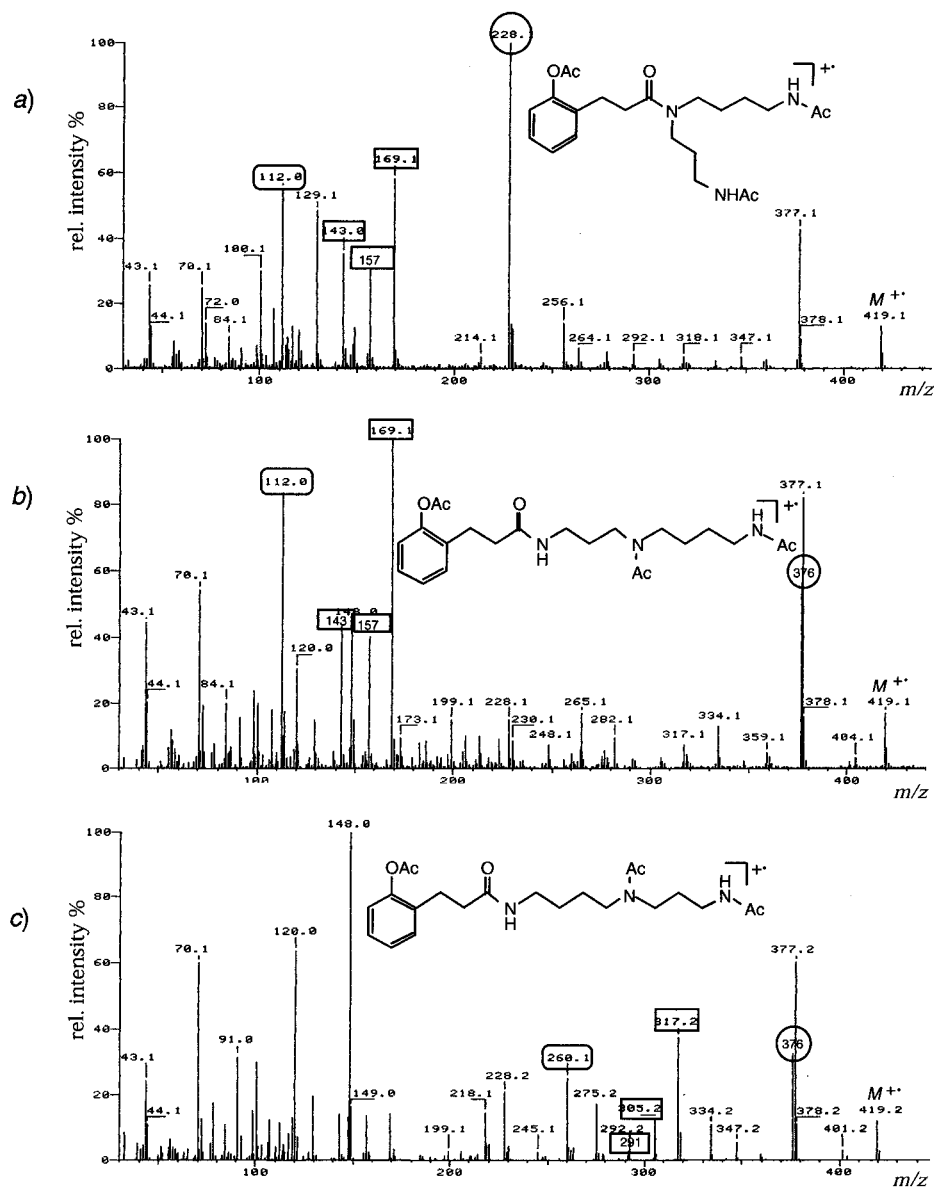 a)
rel. intensity %
100
80
60
40
20
0
43.1
44.1
70.1
72.0
84.1
100.1
112.0
129.1
143.0
157
169.1
214.1
228.
256.1
264.1
292.1
318.1
347.1
377.1
378.1
M+·
419.1
OAc
O
N
H
N
Ac
NHAc
+·
100
200
300
400
m/z
b)
rel. intensity %
100
80
60
40
20
0
43.1
44.1
70.1
84.1
112.0
120.0
143
148.0
157
169.1
173.1
199.1
228.1
230.1
248.1
265.1
282.1
317.1
334.1
359.1
377.1
376
378.1
404.1
M+·
419.1
OAc
O
N
H
N
Ac
H
N
Ac
+·
100
200
300
400
m/z
c)
rel. intensity %
100
80
60
40
20
0
43.1
44.1
70.1
91.0
120.0
148.0
149.0
199.1
218.1
228.2
245.1
260.1
275.2
292.2
291
305.2
317.2
334.2
347.2
377.2
376
378.2
401.2
M+·
419.2
OAc
O
N
H
Ac
N
H
N
Ac
+·
100
200
300
400
m/z